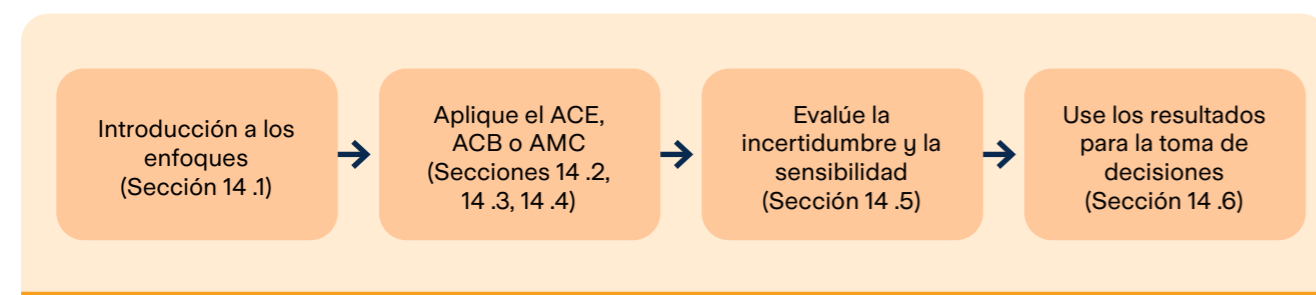 Introducción a los
enfoques
(Sección 14 .1)
Aplique el ACE,
ACB o AMC
(Secciones 14 .2,
14 .3, 14 .4)
Evalúe la
incertidumbre y la
sensibilidad
(Sección 14 .5)
Use los resultados
para la toma de
decisiones
(Sección 14 .6)